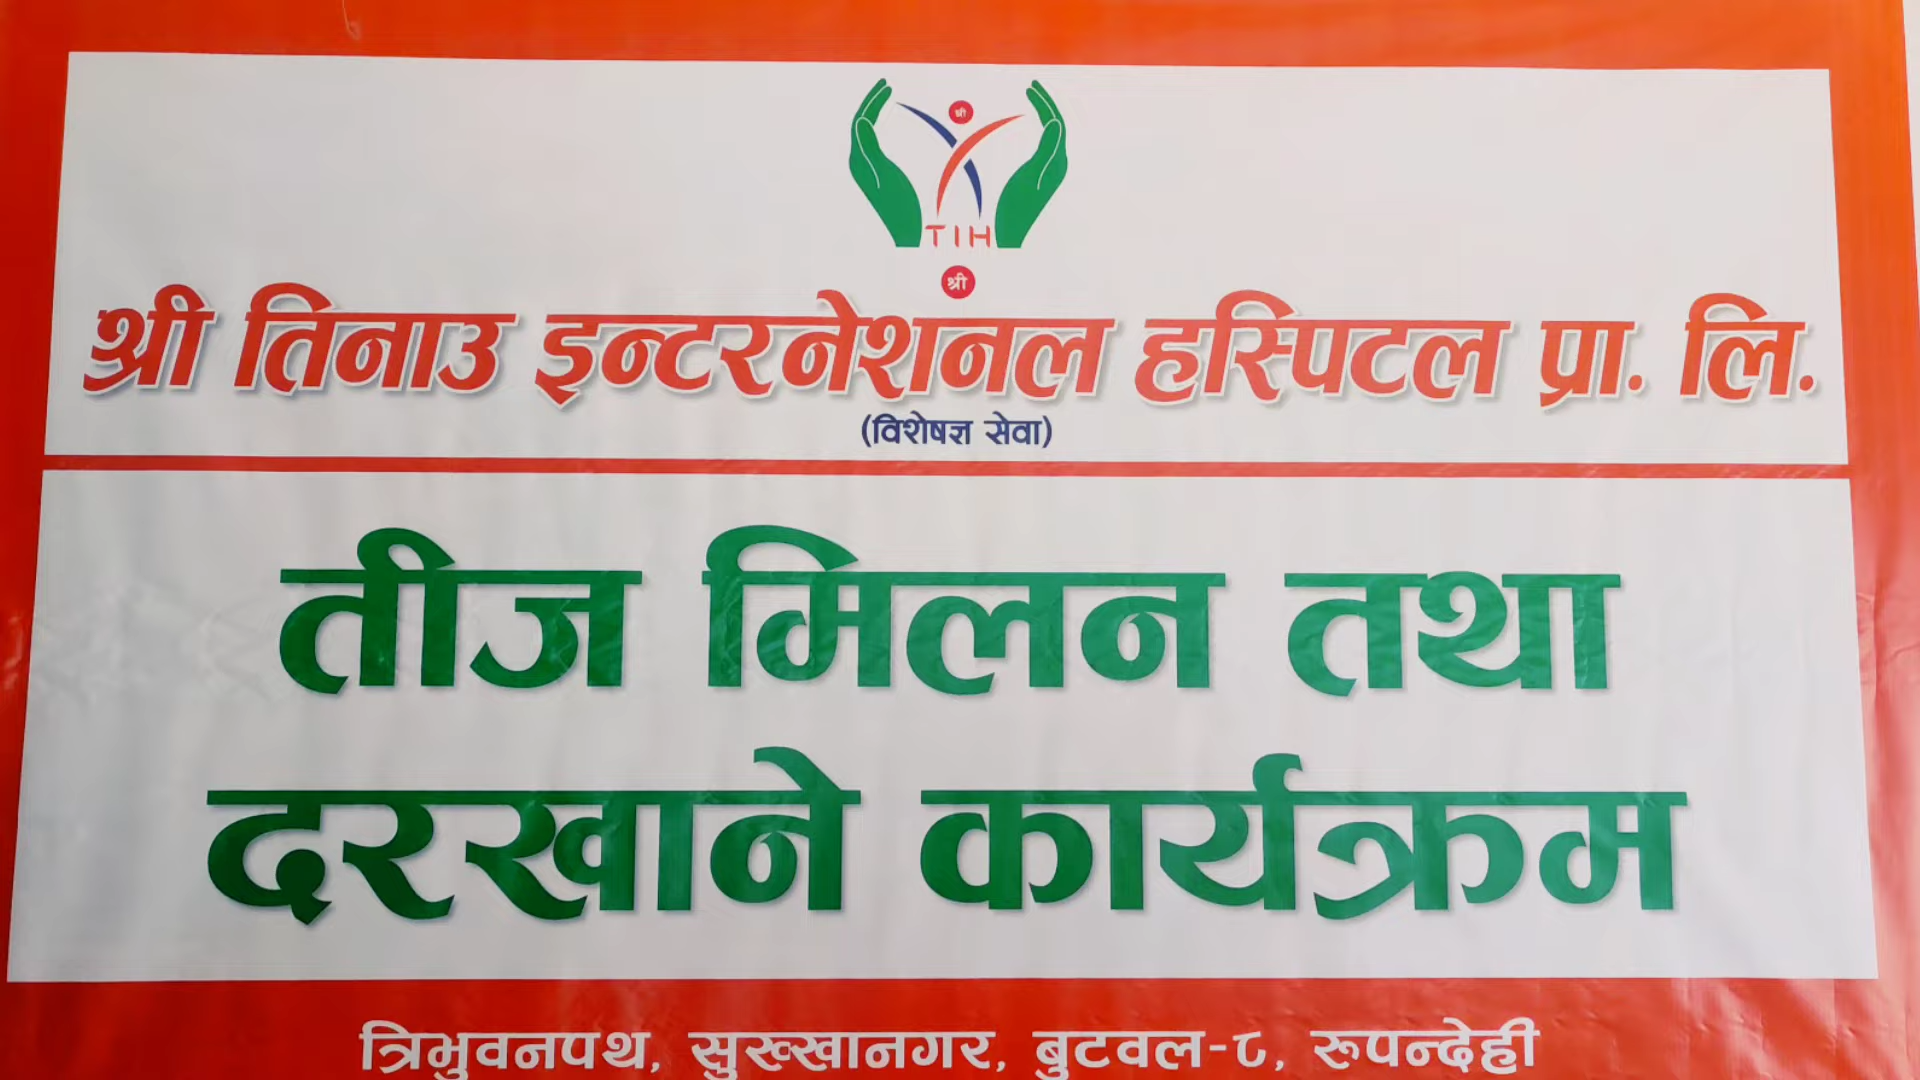 श्री
TIH
श्री
श्री तिनाउ इन्टरनेशनल हस्पिटल प्रा. लि.
(विशेषज्ञ सेवा)
तीज मिलन तथा
दरखाने कार्यक्रम
त्रिभुवनपथ, सुख्खानगर, बुटवल-८, रुपन्देही